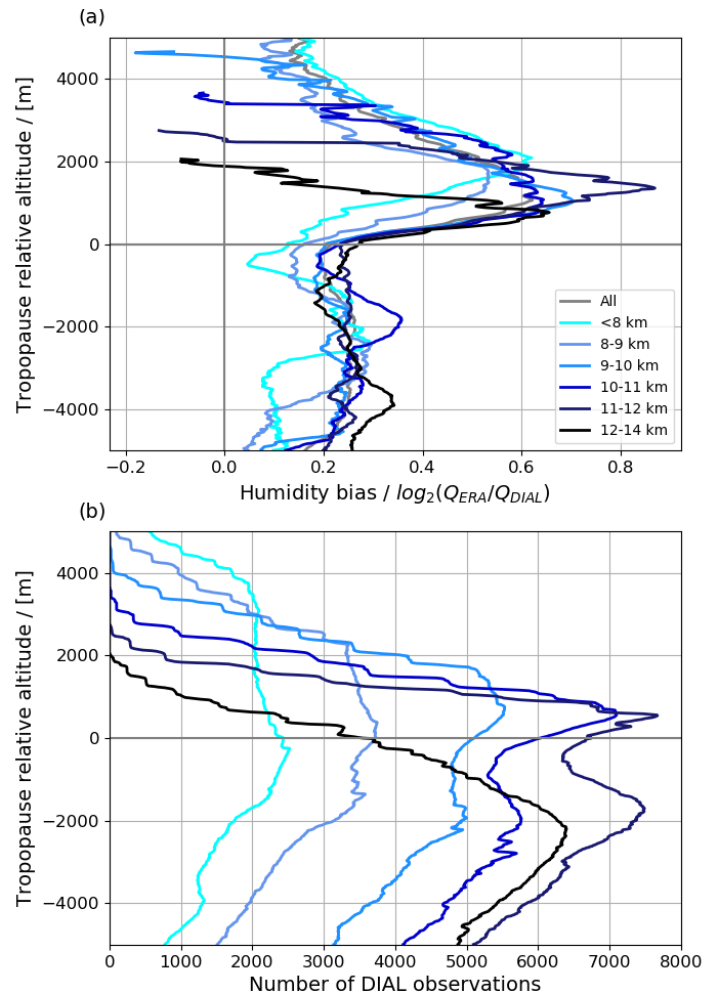 (a)
Tropopause relative altitude / [m]
4000
2000
0
−2000
−4000
All
<8 km
8-9 km
9-10 km
10-11 km
11-12 km
12-14 km
−0.2 0.0 0.2 0.4 0.6 0.8
Humidity bias / log₂(Q_ERA/Q_DIAL)
(b)
Tropopause relative altitude / [m]
4000
2000
0
−2000
−4000
0 1000 2000 3000 4000 5000 6000 7000 8000
Number of DIAL observations